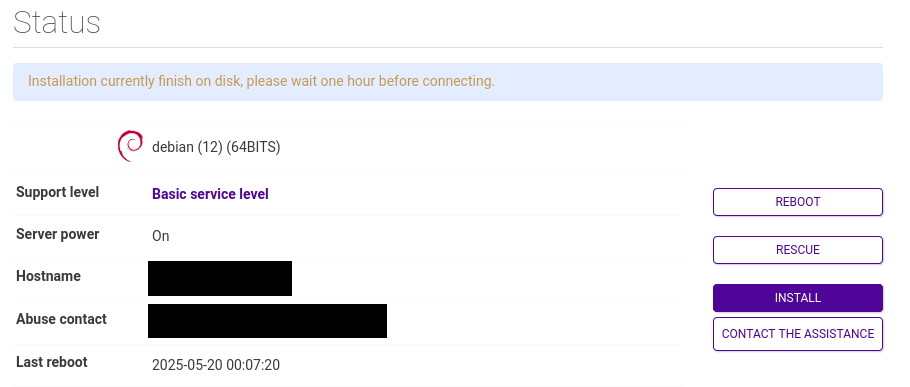 Status
Installation currently finish on disk, please wait one hour before connecting.
debian (12) (64BITS)
Support level Basic service level
Server power On
Hostname
Abuse contact
Last reboot 2025-05-20 00:07:20
REBOOT
RESCUE
INSTALL
CONTACT THE ASSISTANCE